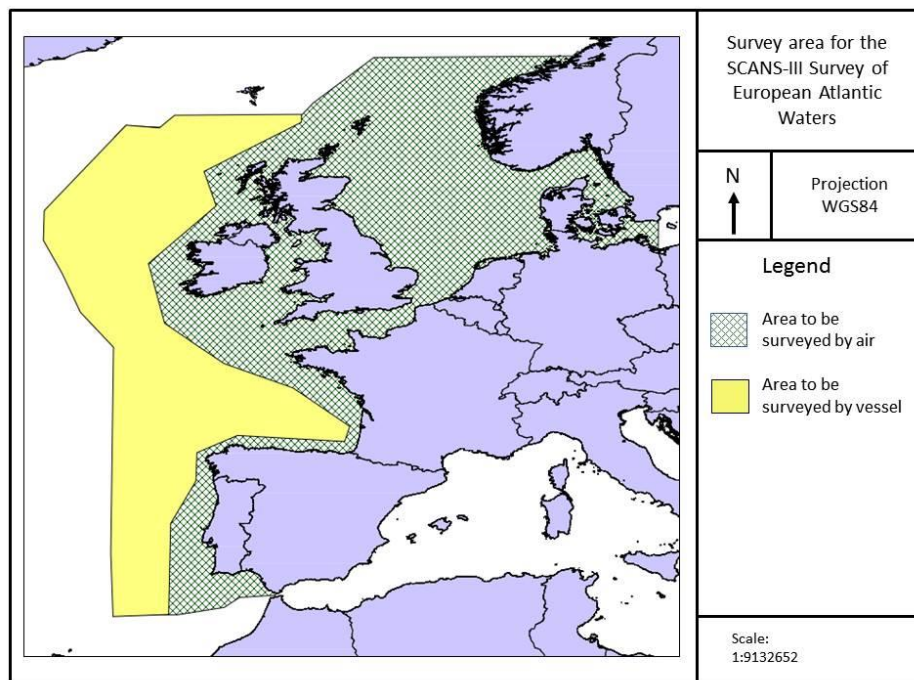 Survey area for the
SCANS-III Survey of
European Atlantic
Waters
N
Projection
WGS84
Legend
Area to be
surveyed by air
Area to be
surveyed by vessel
Scale:
1:9132652